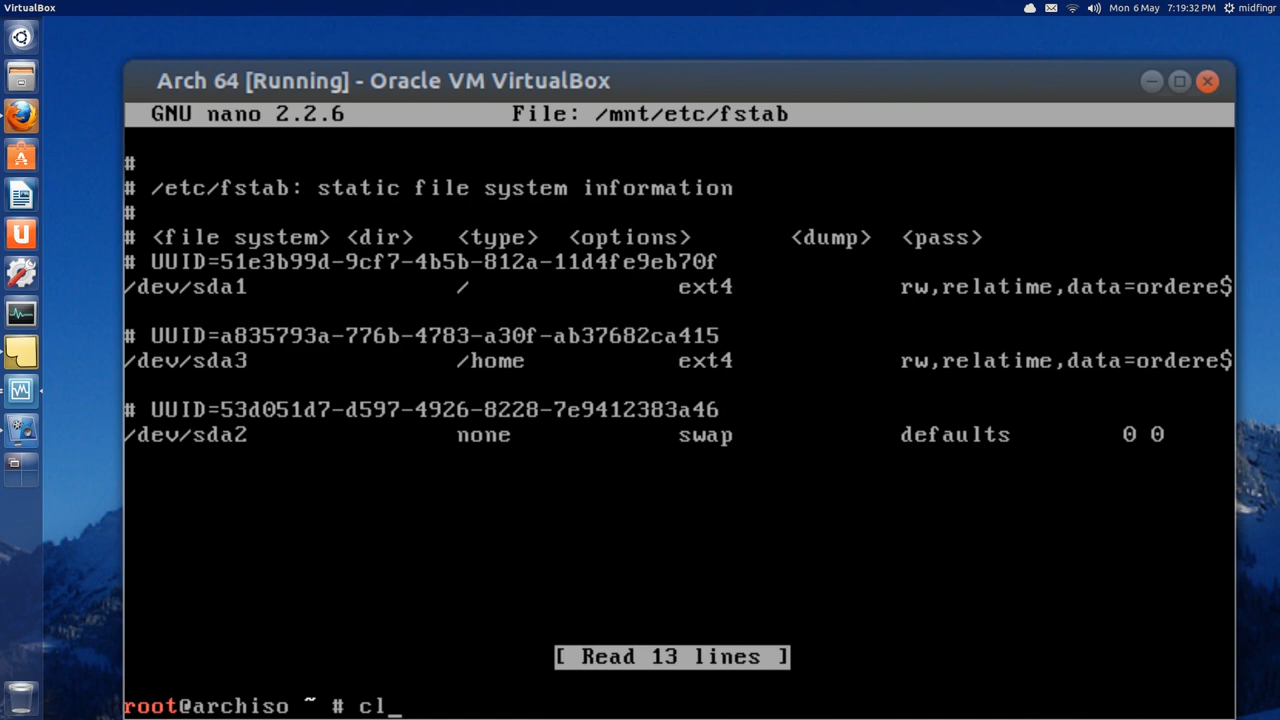 VirtualBox
Mon 6 May 7:19:32 PM midfingr
Arch 64 [Running] - Oracle VM VirtualBox
GNU nano 2.2.6 File: /mnt/etc/fstab
#
# /etc/fstab: static file system information
#
# <file system> <dir> <type> <options> <dump> <pass>
# UUID=51e3b99d-9cf7-4b5b-812a-11d4fe9eb70f
/dev/sda1 / ext4 rw,relatime,data=ordere$
# UUID=a835793a-776b-4783-a30f-ab37682ca415
/dev/sda3 /home ext4 rw,relatime,data=ordere$
# UUID=53d051d7-d597-4926-8228-7e9412383a46
/dev/sda2 none swap defaults 0 0
[ Read 13 lines ]
root@archiso ~ # cl_